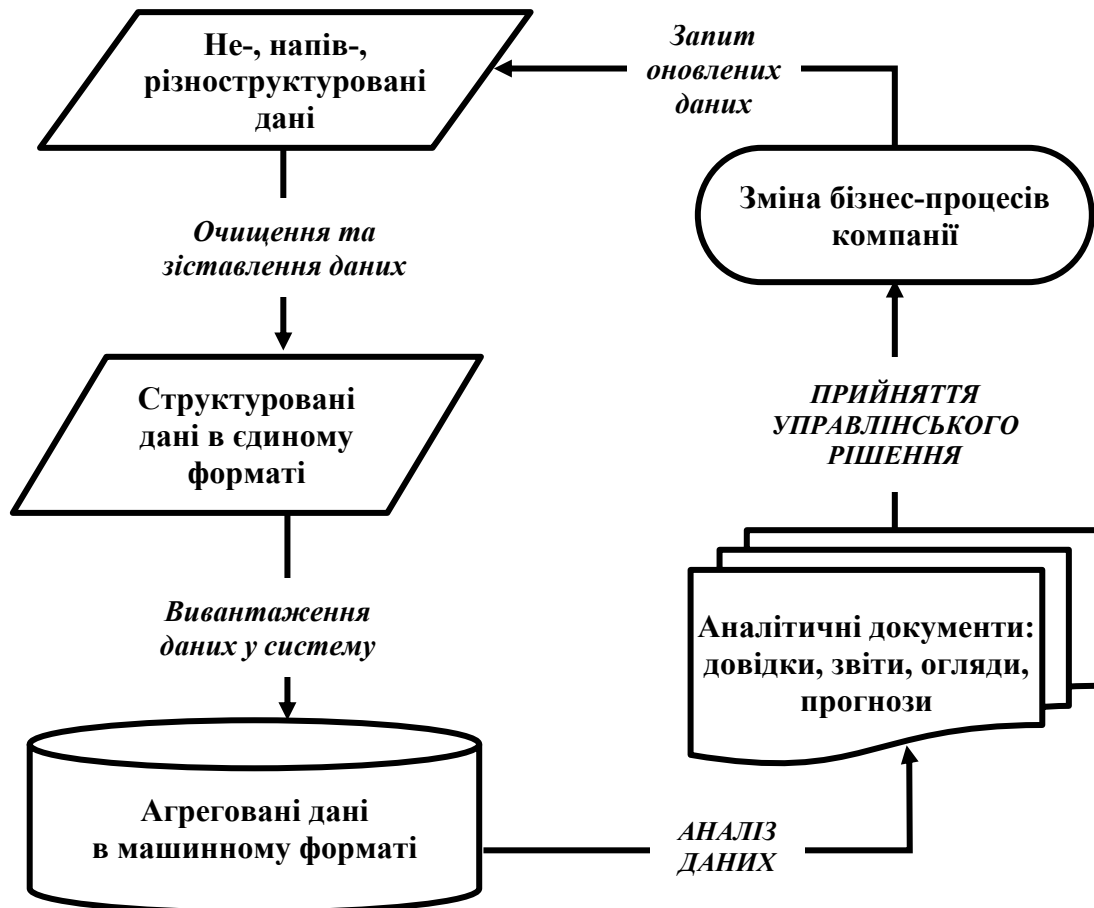 Не-, напів-,
різноструктуровані
дані
Запит
оновлених
даних
Зміна бізнес-процесів
компанії
Очищення та
зіставлення даних
Структуровані
дані в єдиному
форматі
ПРИЙНЯТТЯ
УПРАВЛІНСЬКОГО
РІШЕННЯ
Вивантаження
даних у систему
Аналітичні документи:
довідки, звіти, огляди,
прогнози
Агреговані дані
в машинному форматі
АНАЛІЗ
ДАНИХ